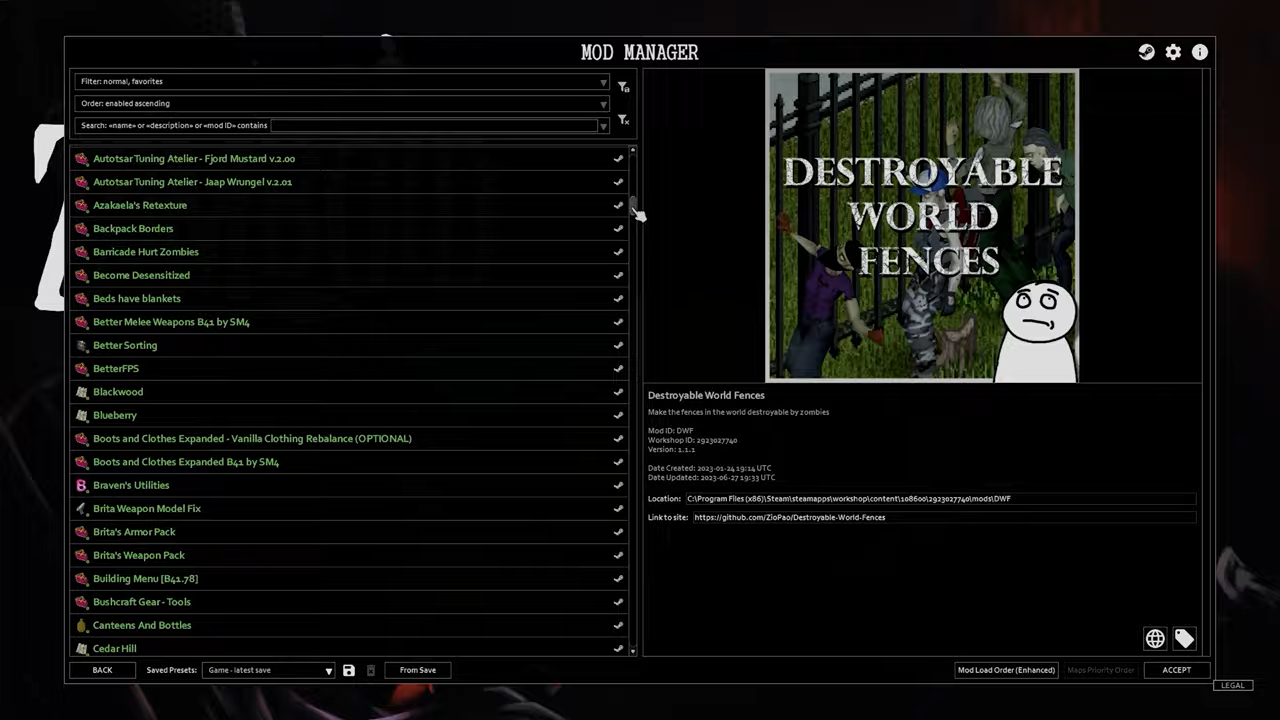 MOD MANAGER
Filter: normal, favorites
Order: enabled ascending
Search: «name» or «description» or «mod ID» contains
Autotsar Tuning Atelier - Fjord Mustard v.2.00
Autotsar Tuning Atelier - Jaap Wrungel v.2.01
Azakaela's Retexture
Backpack Borders
Barricade Hurt Zombies
Become Desensitized
Beds have blankets
Better Melee Weapons B41 by SM4
Better Sorting
BetterFPS
Blackwood
Blueberry
Boots and Clothes Expanded - Vanilla Clothing Rebalance (OPTIONAL)
Boots and Clothes Expanded B41 by SM4
Braven's Utilities
Brita Weapon Model Fix
Brita's Armor Pack
Brita's Weapon Pack
Building Menu [B41.78]
Bushcraft Gear - Tools
Canteens And Bottles
Cedar Hill
DESTROYABLE
WORLD
FENCES
Destroyable World Fences
Make the fences in the world destroyable by zombies
Mod ID: DWF
Workshop ID: 2923027740
Version: 1.1.1
Date Created: 2023-01-24 19:14 UTC
Date Updated: 2023-06-27 19:33 UTC
Location: C:\Program Files (x86)\Steam\steamapps\workshop\content\108600\2923027740\mods\DWF
Link to site: https://github.com/ZioPao/Destroyable-World-Fences
BACK
Saved Presets: Game - latest save
From Save
Mod Load Order (Enhanced)
Maps Priority Order
ACCEPT
LEGAL